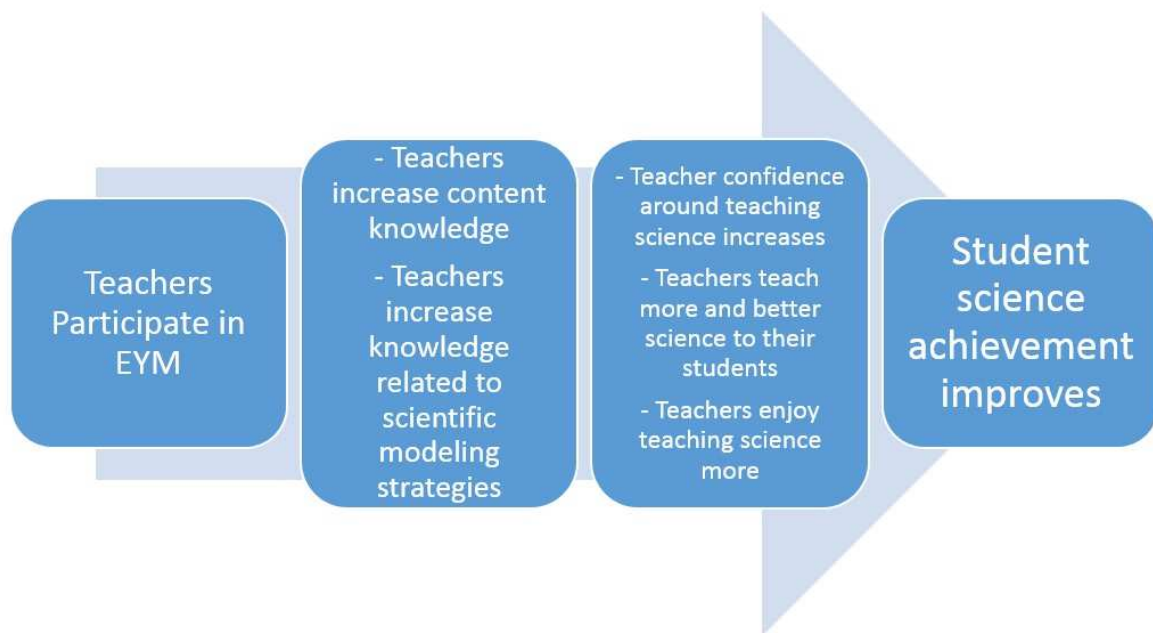 Teachers
Participate in
EYM
- Teachers
increase content
knowledge
- Teachers
increase
knowledge
related to
scientific
modeling
strategies
- Teacher confidence
around teaching
science increases
- Teachers teach
more and better
science to their
students
- Teachers enjoy
teaching science
more
Student
science
achievement
improves